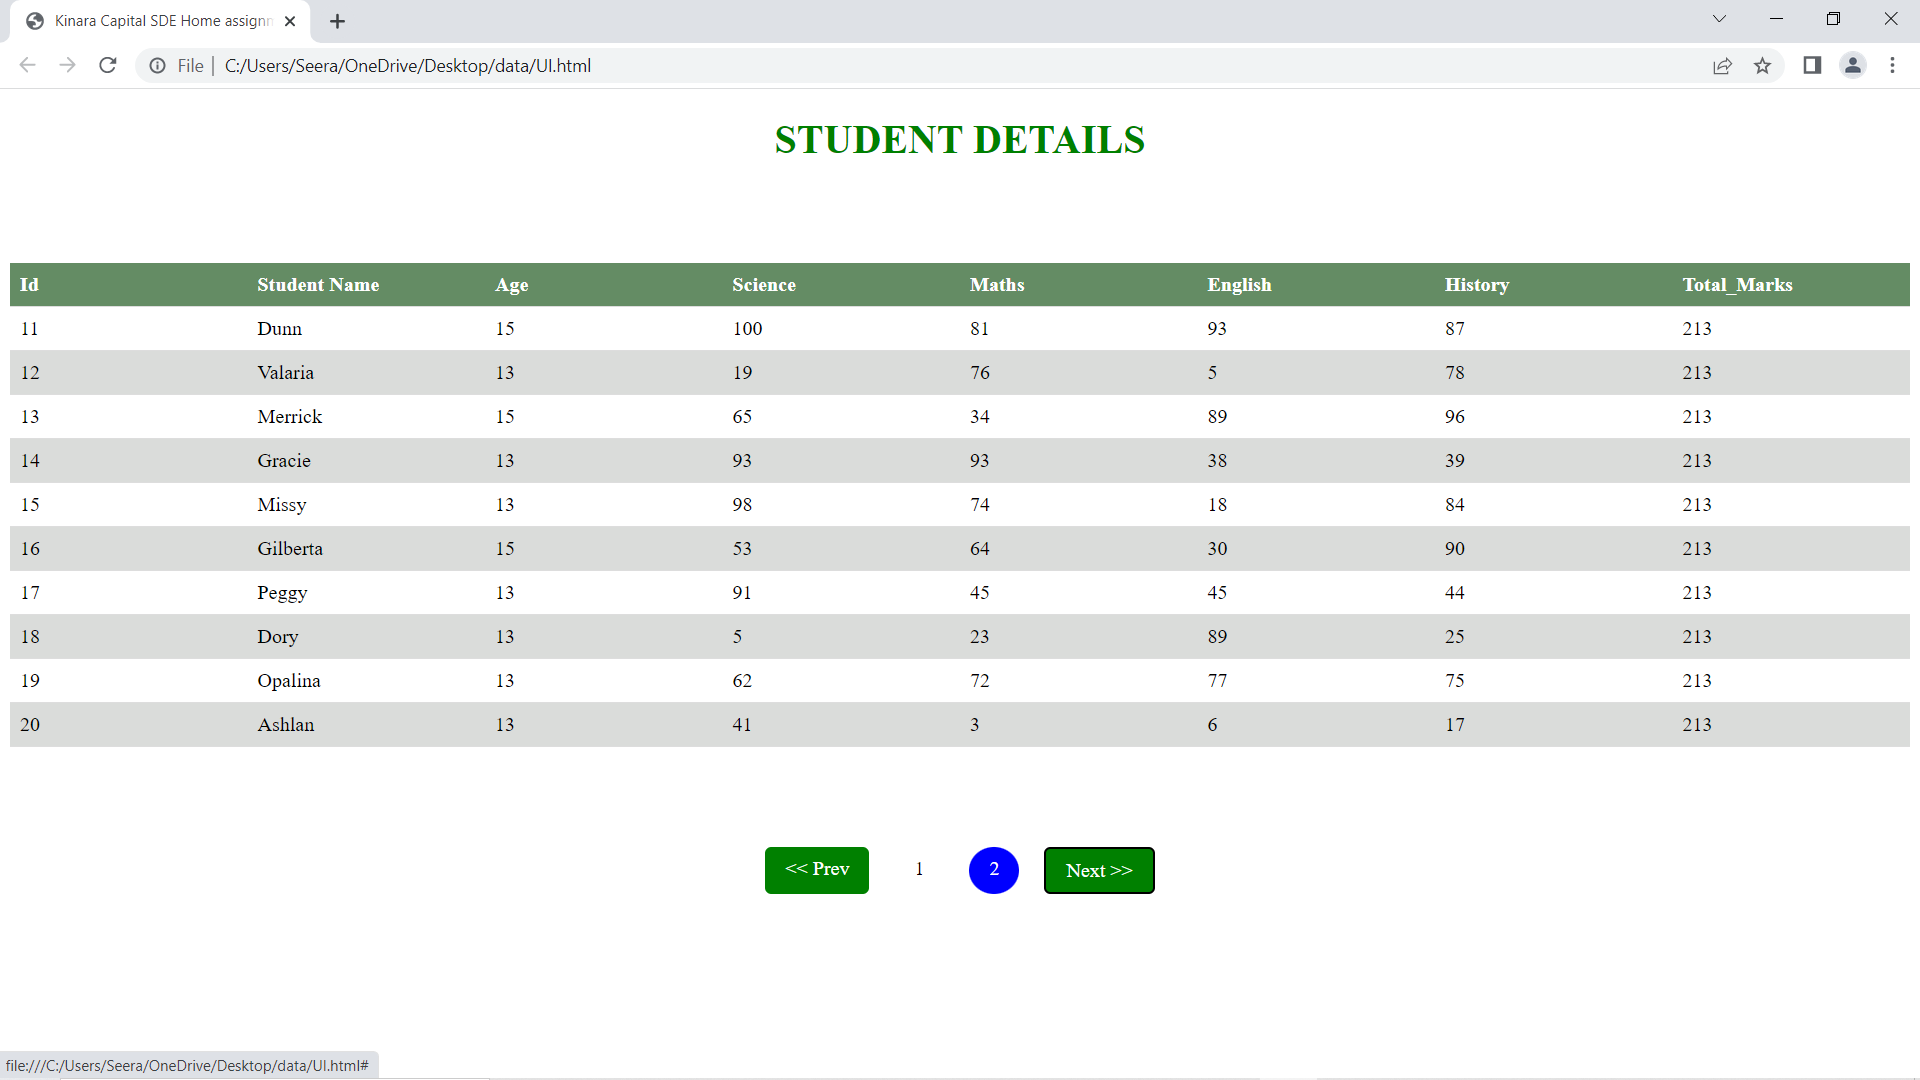 Kinara Capital SDE Home assignm
File | C:/Users/Seera/OneDrive/Desktop/data/UI.html
STUDENT DETAILS
Id Student Name Age Science Maths English History Total_Marks
11 Dunn 15 100 81 93 87 213
12 Valaria 13 19 76 5 78 213
13 Merrick 15 65 34 89 96 213
14 Gracie 13 93 93 38 39 213
15 Missy 13 98 74 18 84 213
16 Gilberta 15 53 64 30 90 213
17 Peggy 13 91 45 45 44 213
18 Dory 13 5 23 89 25 213
19 Opalina 13 62 72 77 75 213
20 Ashlan 13 41 3 6 17 213
<< Prev 1 2 Next >>
file:///C:/Users/Seera/OneDrive/Desktop/data/UI.html#